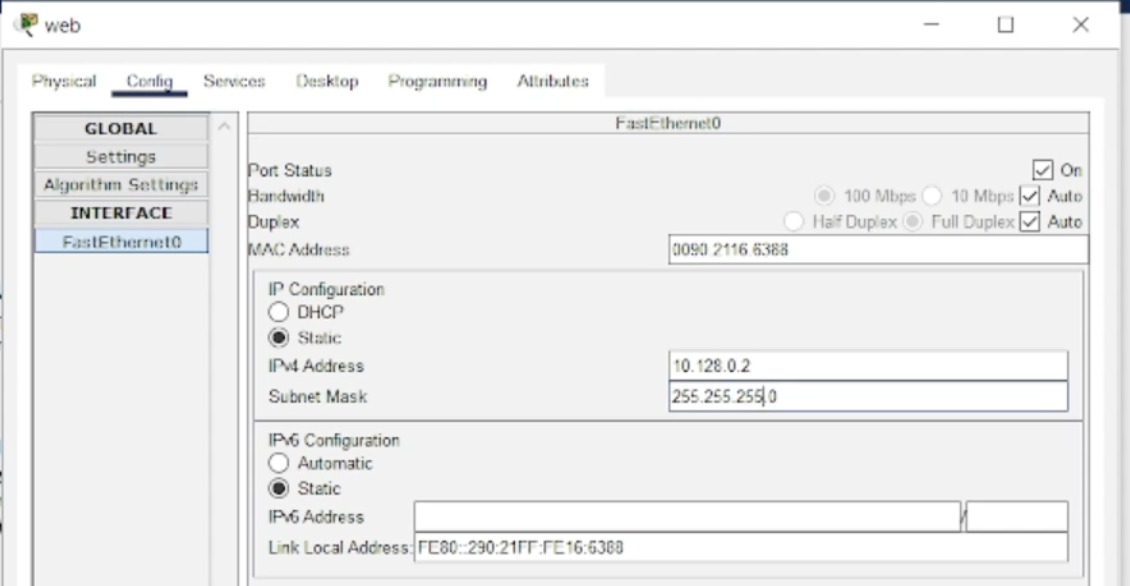 web
Physical Config Services Desktop Programming Attributes
GLOBAL
Settings
Algorithm Settings
INTERFACE
FastEthernet0
FastEthernet0
Port Status On
Bandwidth 100 Mbps 10 Mbps Auto
Duplex Half Duplex Full Duplex Auto
MAC Address 0090.2116.6388
IP Configuration
DHCP
Static
IPv4 Address 10.128.0.2
Subnet Mask 255.255.255.0
IPv6 Configuration
Automatic
Static
IPv6 Address /
Link Local Address: FE80::290:21FF:FE16:6388